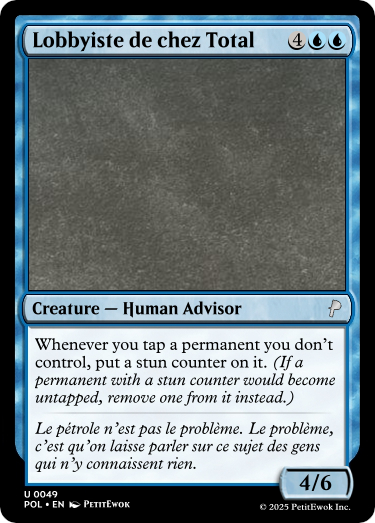 Lobbyiste de chez Total 4
Creature — Human Advisor
Whenever you tap a permanent you don’t
control, put a stun counter on it. (If a
permanent with a stun counter would become
untapped, remove one from it instead.)
Le pétrole n’est pas le problème. Le problème,
c’est qu’on laisse parler sur ce sujet des gens
qui n’y connaissent rien.
4/6
U 0049
POL • EN PetitEwok
© 2025 PetitEwok Inc.